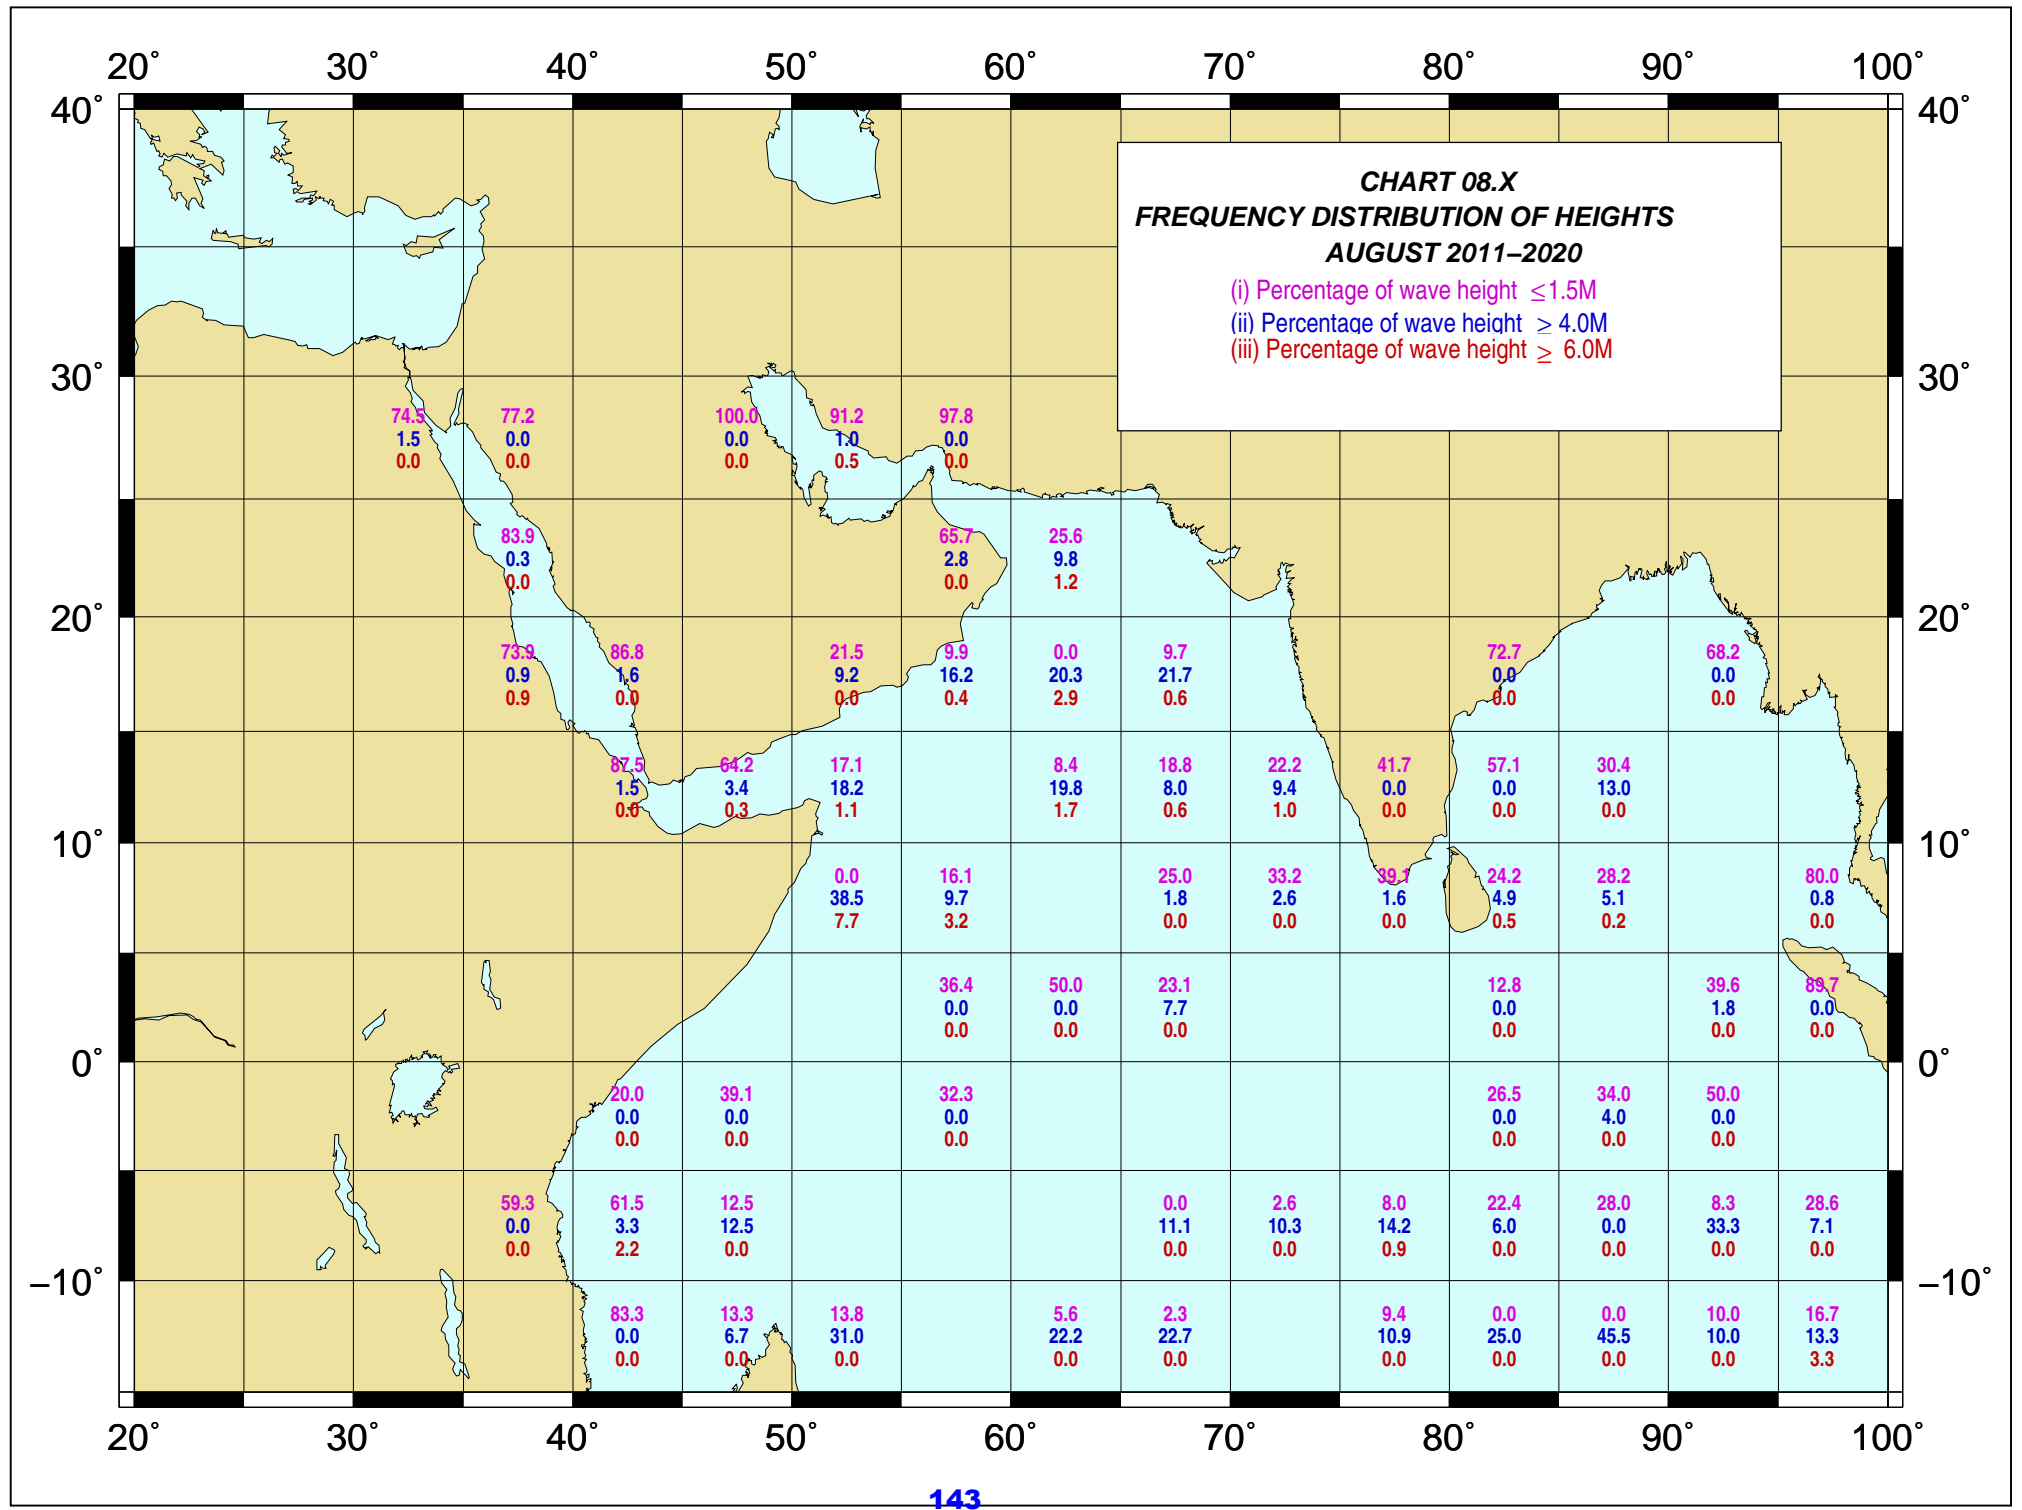 20° 30° 40° 50° 60° 70° 80° 90° 100°
40° 40°
CHART 08.X
FREQUENCY DISTRIBUTION OF HEIGHTS
AUGUST 2011–2020
(i) Percentage of wave height ≤1.5M
(ii) Percentage of wave height ≥ 4.0M
(iii) Percentage of wave height ≥ 6.0M
30° 30°
74.5 77.2 100.0 91.2 97.8
1.5 0.0 0.0 1.0 0.0
0.0 0.0 0.0 0.5 0.0
83.9 65.7 25.6
0.3 2.8 9.8
0.0 0.0 1.2
20° 20°
73.9 86.8 21.5 9.9 0.0 9.7 72.7 68.2
0.9 1.6 9.2 16.2 20.3 21.7 0.0 0.0
0.9 0.0 0.0 0.4 2.9 0.6 0.0 0.0
87.5 64.2 17.1 8.4 18.8 22.2 41.7 57.1 30.4
1.5 3.4 18.2 19.8 8.0 9.4 0.0 0.0 13.0
0.0 0.3 1.1 1.7 0.6 1.0 0.0 0.0 0.0
10° 10°
0.0 16.1 25.0 33.2 39.1 24.2 28.2 80.0
38.5 9.7 1.8 2.6 1.6 4.9 5.1 0.8
7.7 3.2 0.0 0.0 0.0 0.5 0.2 0.0
36.4 50.0 23.1 12.8 39.6 89.7
0.0 0.0 7.7 0.0 1.8 0.0
0.0 0.0 0.0 0.0 0.0 0.0
0° 0°
20.0 39.1 32.3 26.5 34.0 50.0
0.0 0.0 0.0 0.0 4.0 0.0
0.0 0.0 0.0 0.0 0.0 0.0
59.3 61.5 12.5 0.0 2.6 8.0 22.4 28.0 8.3 28.6
0.0 3.3 12.5 11.1 10.3 14.2 6.0 0.0 33.3 7.1
0.0 2.2 0.0 0.0 0.0 0.9 0.0 0.0 0.0 0.0
–10° –10°
83.3 13.3 13.8 5.6 2.3 9.4 0.0 0.0 10.0 16.7
0.0 6.7 31.0 22.2 22.7 10.9 25.0 45.5 10.0 13.3
0.0 0.0 0.0 0.0 0.0 0.0 0.0 0.0 0.0 3.3
20° 30° 40° 50° 60° 70° 80° 90° 100°
143